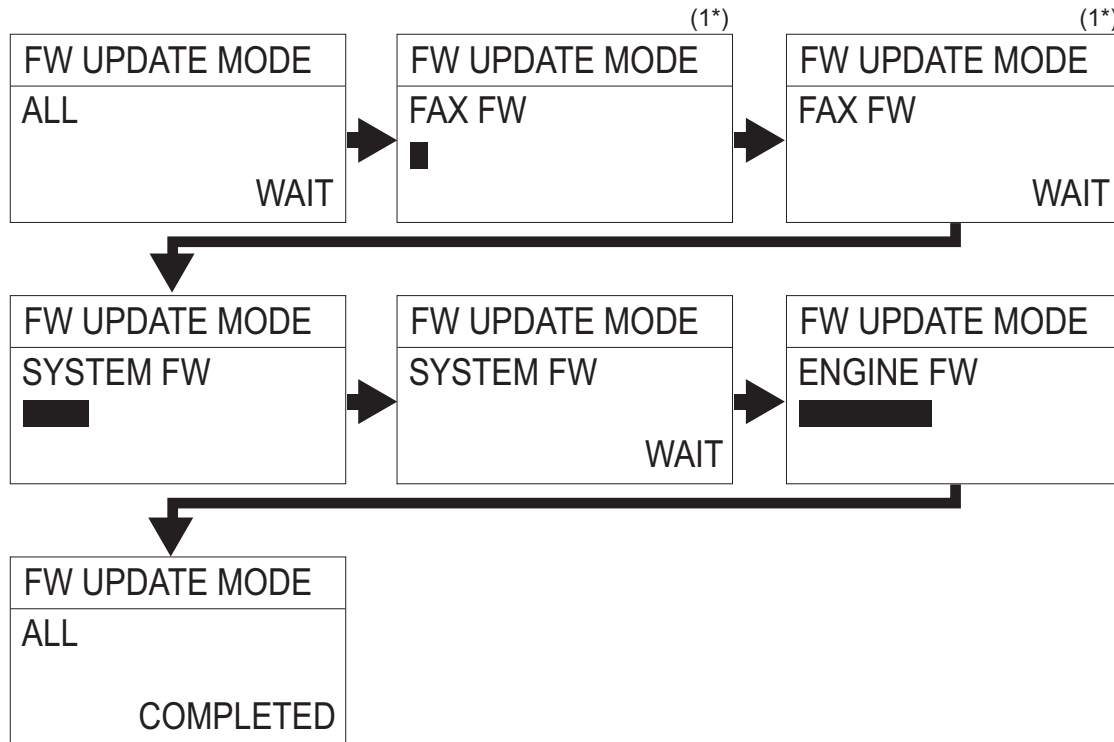 (1*)
(1*)
FW UPDATE MODE
ALL
WAIT
FW UPDATE MODE
FAX FW
FW UPDATE MODE
FAX FW
WAIT
FW UPDATE MODE
SYSTEM FW
FW UPDATE MODE
SYSTEM FW
WAIT
FW UPDATE MODE
ENGINE FW
FW UPDATE MODE
ALL
COMPLETED